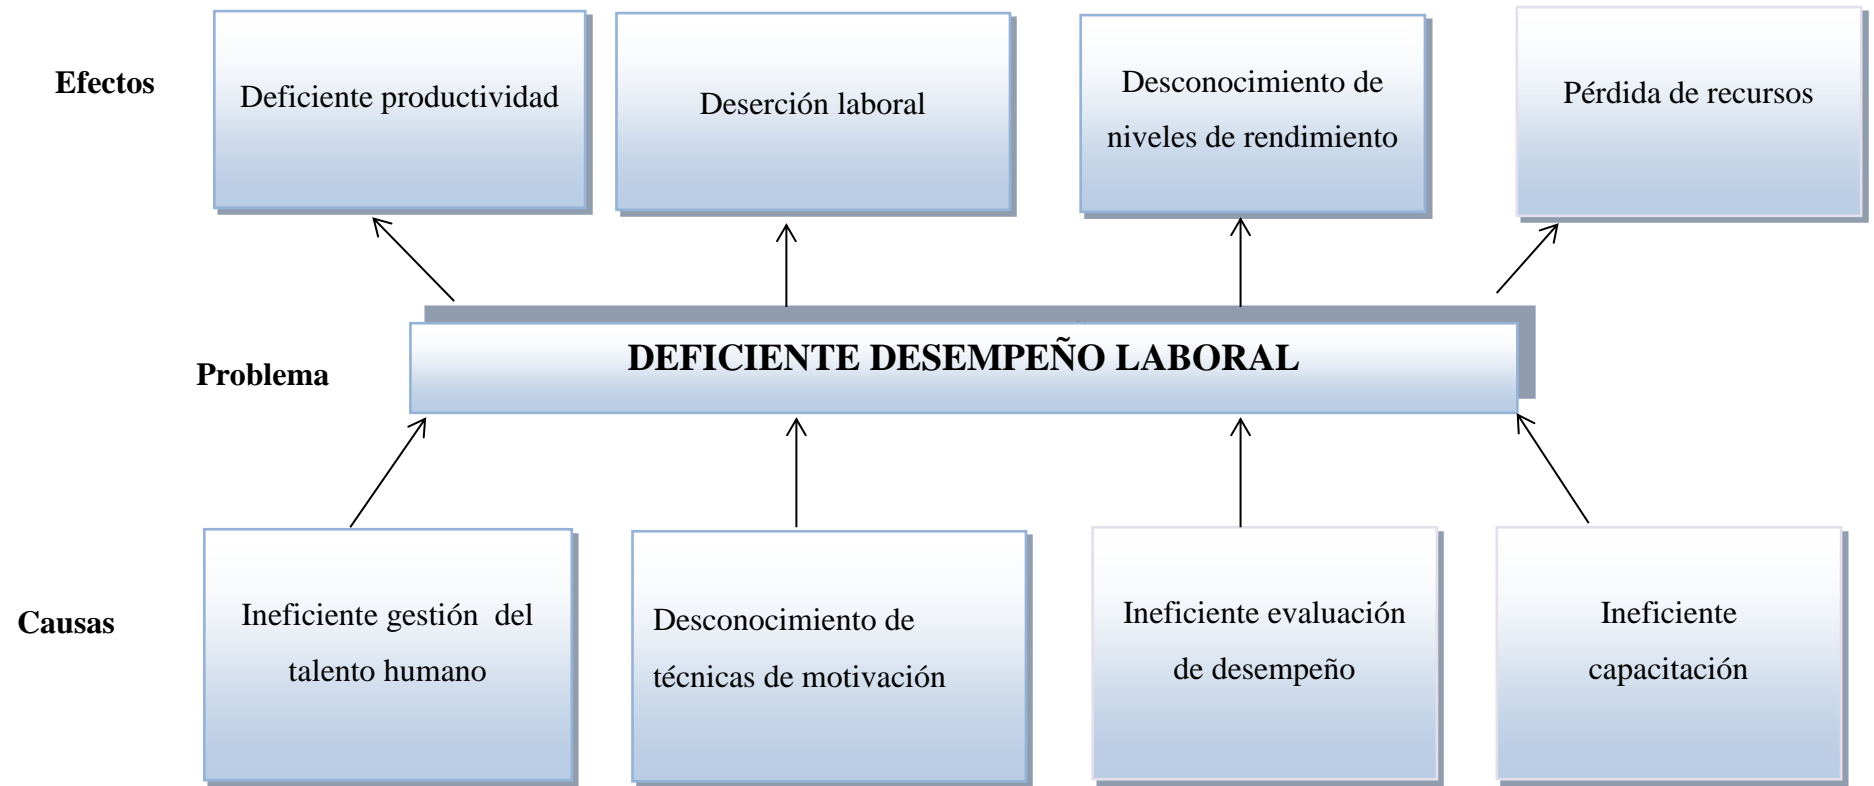 Efectos
Deficiente productividad
Deserción laboral
Desconocimiento de
niveles de rendimiento
Pérdida de recursos
Problema
DEFICIENTE DESEMPEÑO LABORAL
Causas
Ineficiente gestión  del
talento humano
Desconocimiento de
técnicas de motivación
Ineficiente evaluación
de desempeño
Ineficiente
capacitación